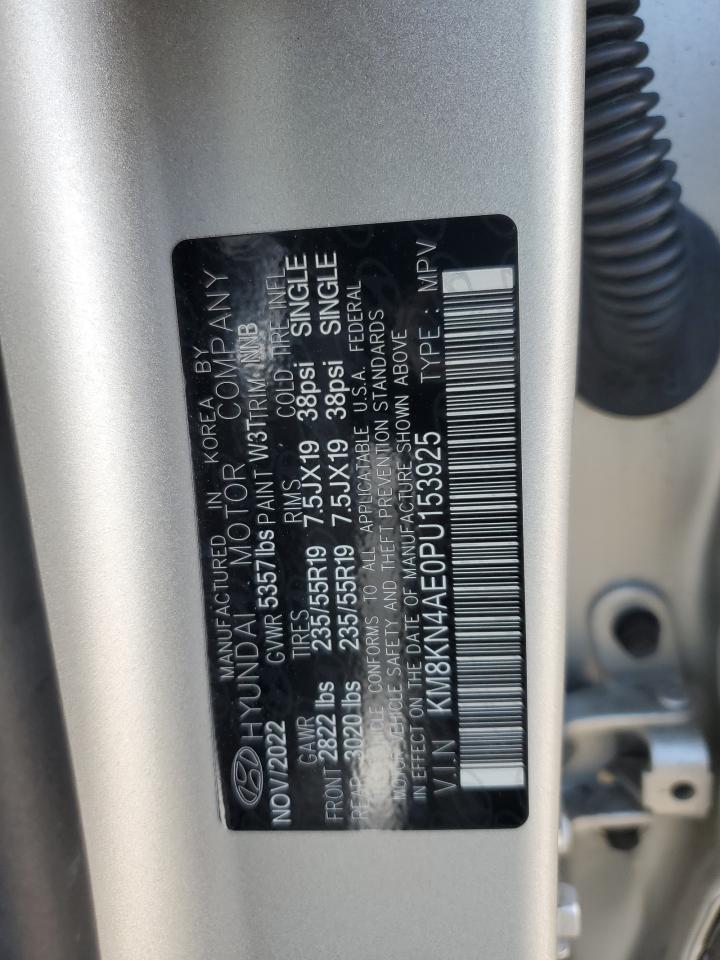 MANUFACTURED IN KOREA BY
HYUNDAI MOTOR COMPANY
NOV/2022 GVWR 5357lbs PAINT W3T TRIM NNB
GAWR TIRES RIMS COLD TIRE INFL
FRONT 2822 lbs 235/55R19 7.5JX19 38psi SINGLE
REAR 3020 lbs 235/55R19 7.5JX19 38psi SINGLE
VEHICLE CONFORMS TO ALL APPLICATABLE U.S.A. FEDERAL
MOTOR VEHICLE SAFETY AND THEFT PREVENTION STANDARDS
IN EFFECT ON THE DATE OF MANUFACTURE SHOWN ABOVE
V.I.N KM8KN4AE0PU153925 TYPE : MPV